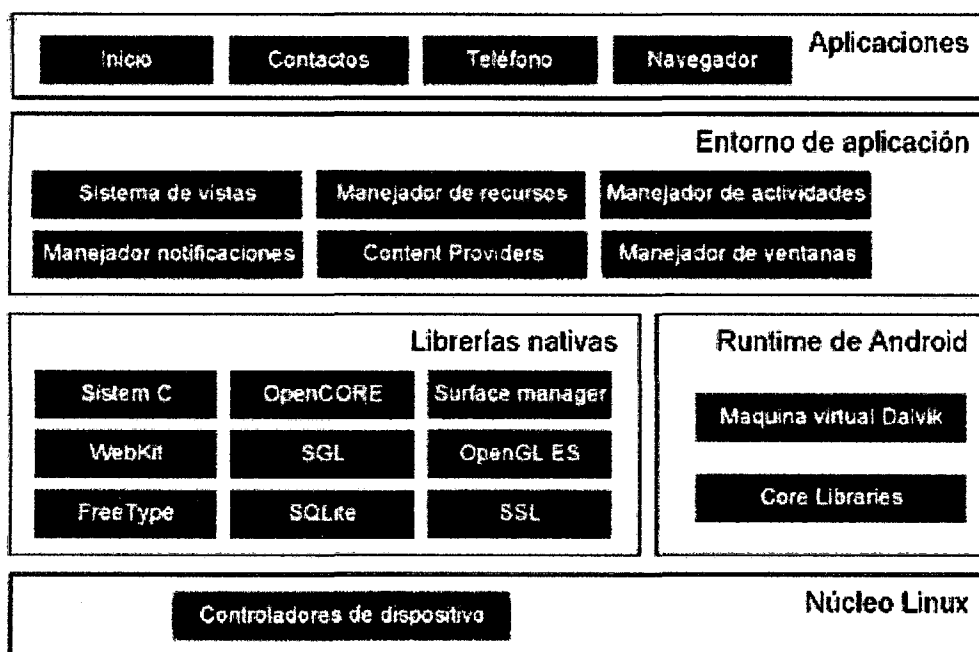 Aplicaciones
Inicio Contactos Teléfono Navegador
Entorno de aplicación
Sistema de vistas Manejador de recursos Manejador de actividades
Manejador notificaciones Content Providers Manejador de ventanas
Librerías nativas
Sistem C OpenCORE Surface manager
WebKit SGL OpenGL ES
FreeType SQLite SSL
Runtime de Android
Maquina virtual Dalvik
Core Libraries
Núcleo Linux
Controladores de dispositivo